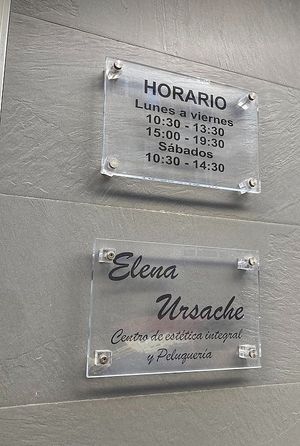 HORARIO
Lunes a viernes
10:30 - 13:30
15:00 - 19:30
Sábados
10:30 - 14:30
Elena
Ursache
Centro de estética integral
y Peluquería